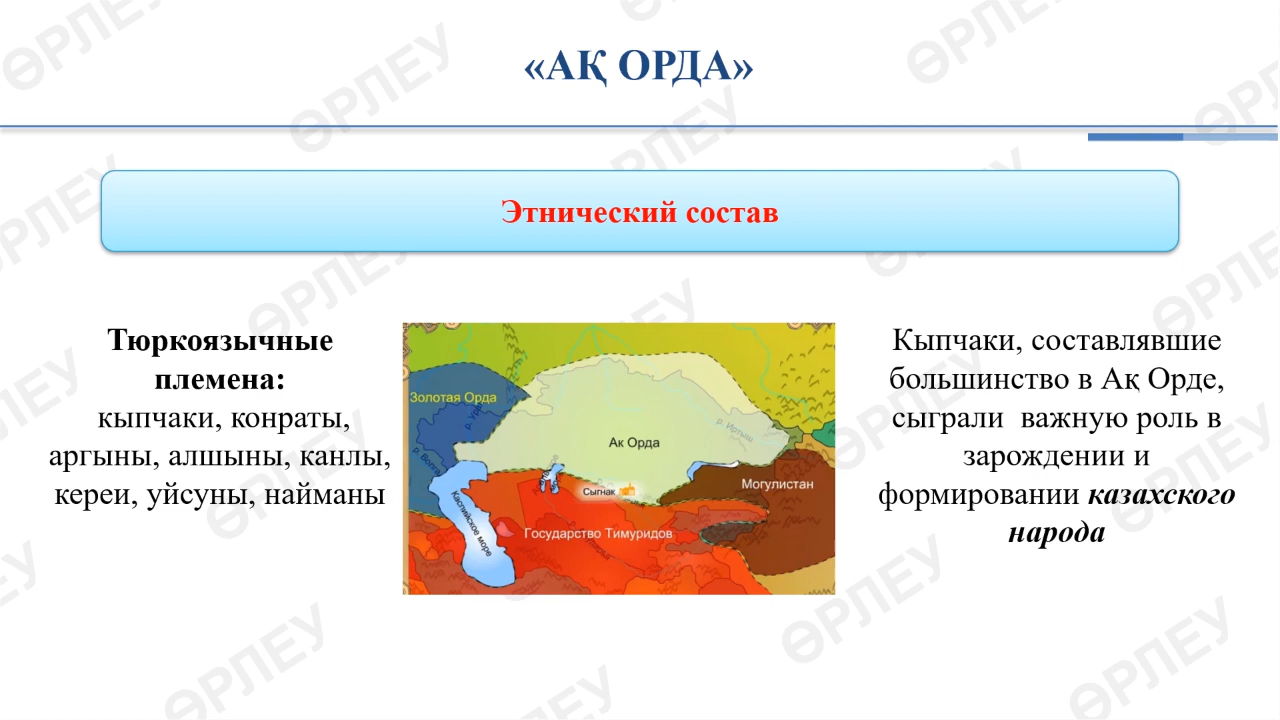 «АҚ ОРДА»
Этнический состав
Тюркоязычные
племена:
кыпчаки, конраты,
аргыны, алшыны, канлы,
кереи, уйсуны, найманы
Золотая Орда
р. Волга
р. Иртыш
Ак Орда
Сыгнак
Могулистан
Каспийское море
Государство Тимуридов
Кыпчаки, составлявшие
большинство в Ақ Орде,
сыграли важную роль в
зарождении и
формировании казахского
народа
ӨРЛЕУ